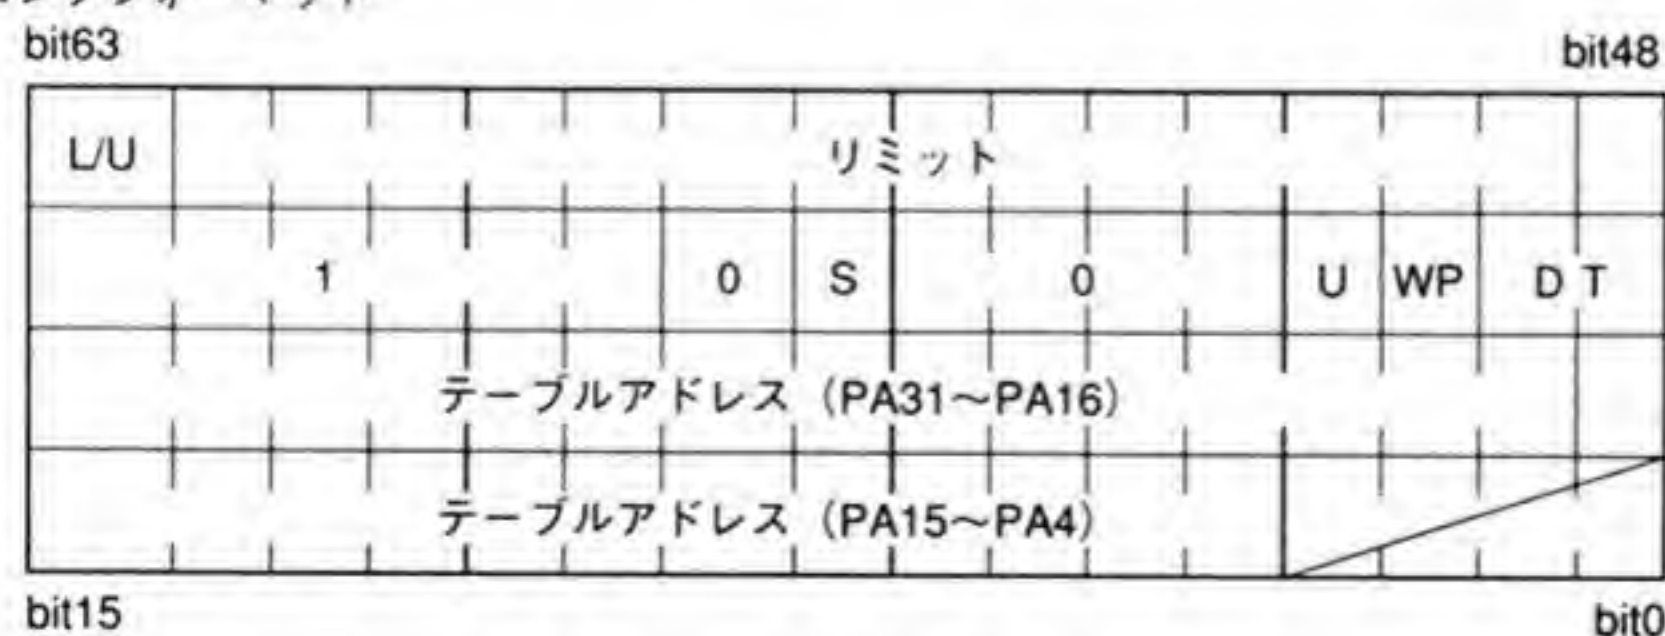 bit63 bit48
L/U リミット
1 0 S 0 U WP D T
テーブルアドレス（PA31～PA16）
テーブルアドレス（PA15～PA4）
bit15 bit0